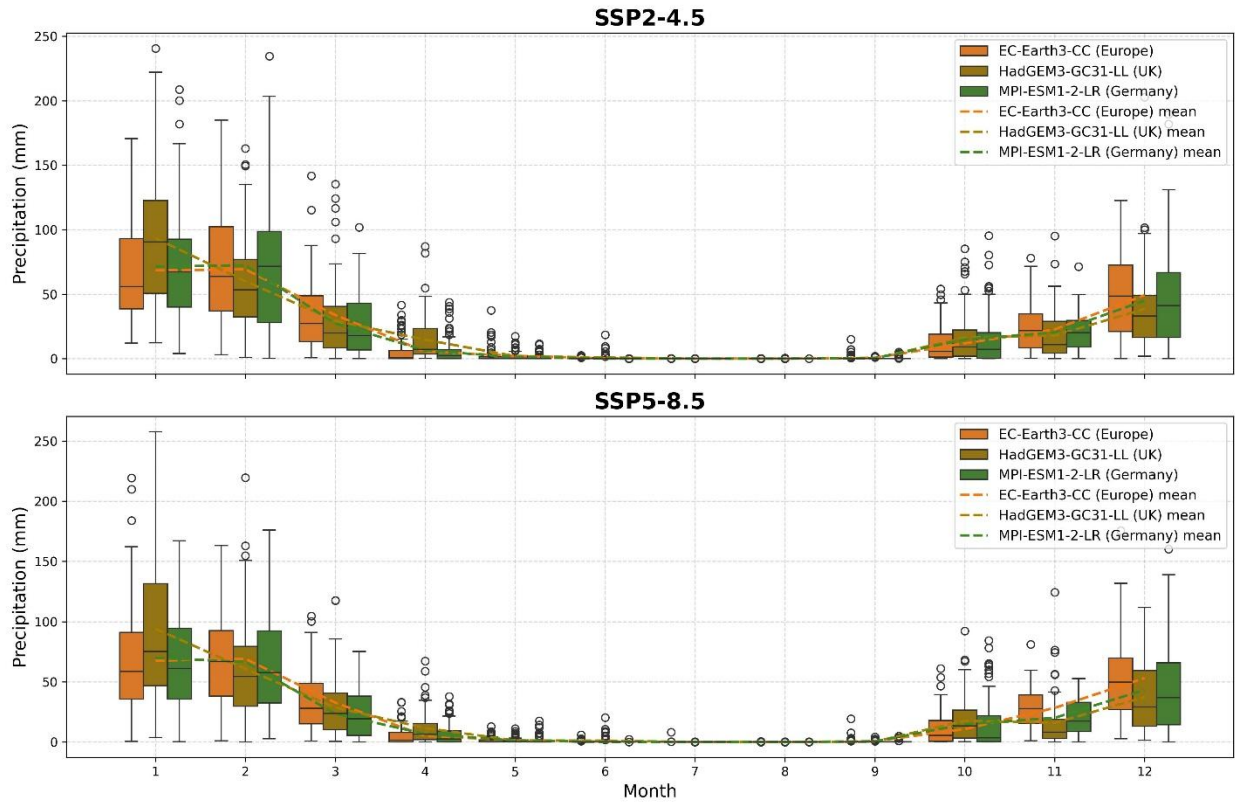 SSP2-4.5
Precipitation (mm)
250
200
150
100
50
0
EC-Earth3-CC (Europe)
HadGEM3-GC31-LL (UK)
MPI-ESM1-2-LR (Germany)
EC-Earth3-CC (Europe) mean
HadGEM3-GC31-LL (UK) mean
MPI-ESM1-2-LR (Germany) mean
SSP5-8.5
Precipitation (mm)
250
200
150
100
50
0
EC-Earth3-CC (Europe)
HadGEM3-GC31-LL (UK)
MPI-ESM1-2-LR (Germany)
EC-Earth3-CC (Europe) mean
HadGEM3-GC31-LL (UK) mean
MPI-ESM1-2-LR (Germany) mean
1 2 3 4 5 6 7 8 9 10 11 12
Month